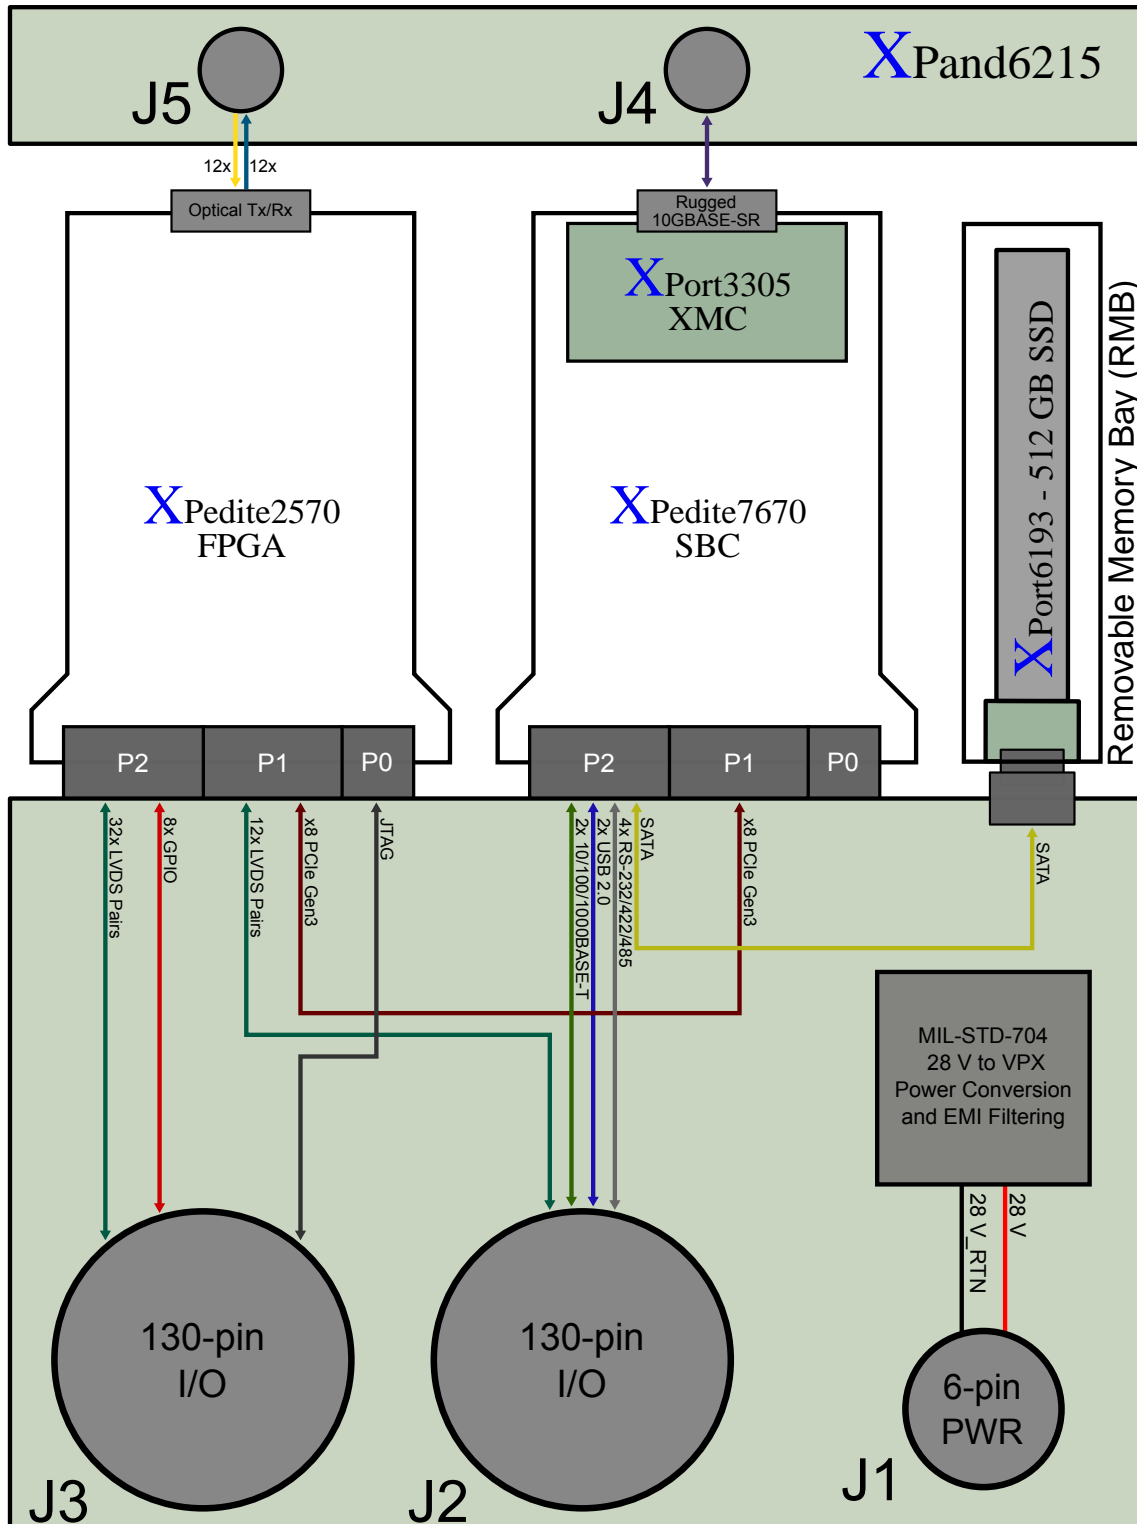 XPand6215
J5
J4
12x
12x
Optical Tx/Rx
Rugged
10GBASE-SR
XPort3305
XMC
XPedite2570
FPGA
XPedite7670
SBC
XPort6193 - 512 GB SSD
Removable Memory Bay (RMB)
P2
P1
P0
P2
P1
P0
32x LVDS Pairs
8x GPIO
12x LVDS Pairs
x8 PCIe Gen3
JTAG
2x 10/100/1000BASE-T
2x USB 2.0
4x RS-232/422/485
SATA
x8 PCIe Gen3
SATA
MIL-STD-704
28 V to VPX
Power Conversion
and EMI Filtering
28 V_RTN
28 V
130-pin
I/O
130-pin
I/O
6-pin
PWR
J3
J2
J1